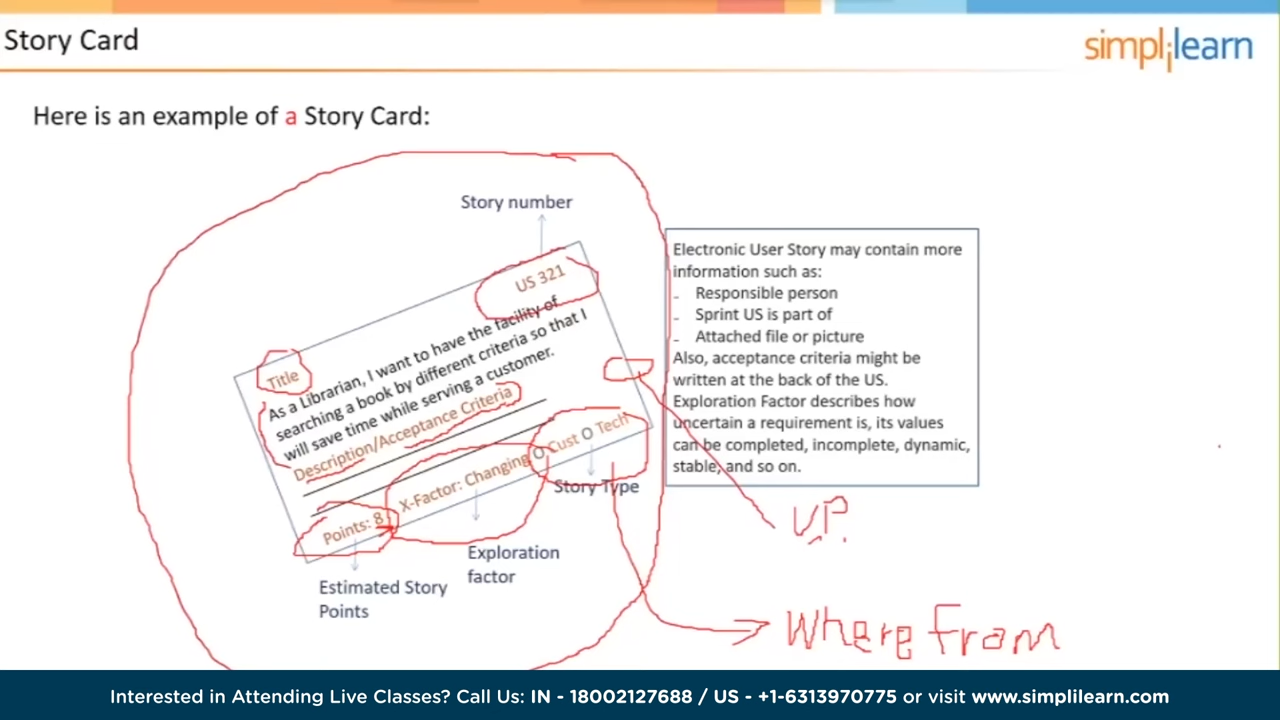 Story Card
simplilearn
Here is an example of a Story Card:
Story number
US 321
Title
As a Librarian, I want to have the facility of
searching a book by different criteria so that I
will save time while serving a customer.
Description/Acceptance Criteria
Points: 8
X-Factor: Changing
O Cust O Tech
Story Type
Exploration
factor
Estimated Story
Points
Electronic User Story may contain more
information such as:
- Responsible person
- Sprint US is part of
- Attached file or picture
Also, acceptance criteria might be
written at the back of the US.
Exploration Factor describes how
uncertain a requirement is, its values
can be completed, incomplete, dynamic,
stable, and so on.
V.P.
Where from
Interested in Attending Live Classes? Call Us: IN - 18002127688 / US - +1-6313970775 or visit www.simplilearn.com